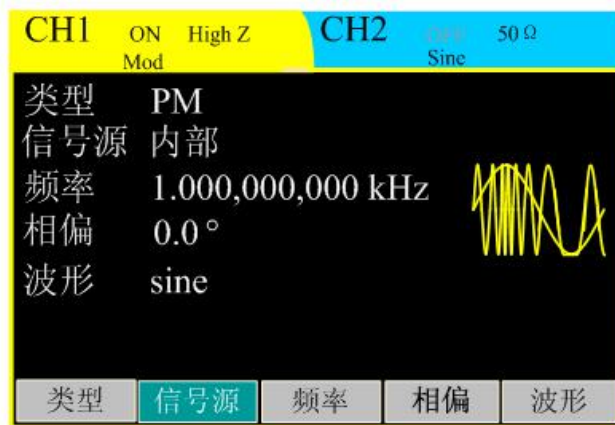 CH1 ON High Z CH2 OFF 50 Ω
Mod Sine
类型 PM
信号源 内部
频率 1.000,000,000 kHz
相偏 0.0°
波形 sine
类型 信号源 频率 相偏 波形